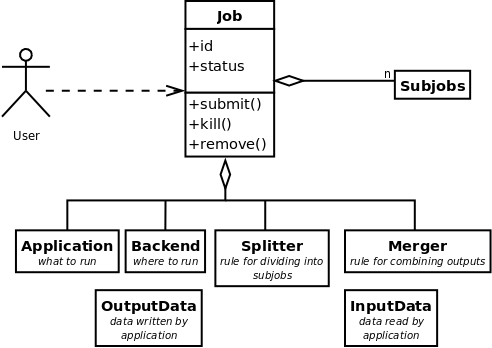 Job
+id
+status
+submit()
+kill()
+remove()
n
Subjobs
User
Application
what to run
Backend
where to run
Splitter
rule for dividing into
subjobs
Merger
rule for combining outputs
OutputData
data written by
application
InputData
data read by
application